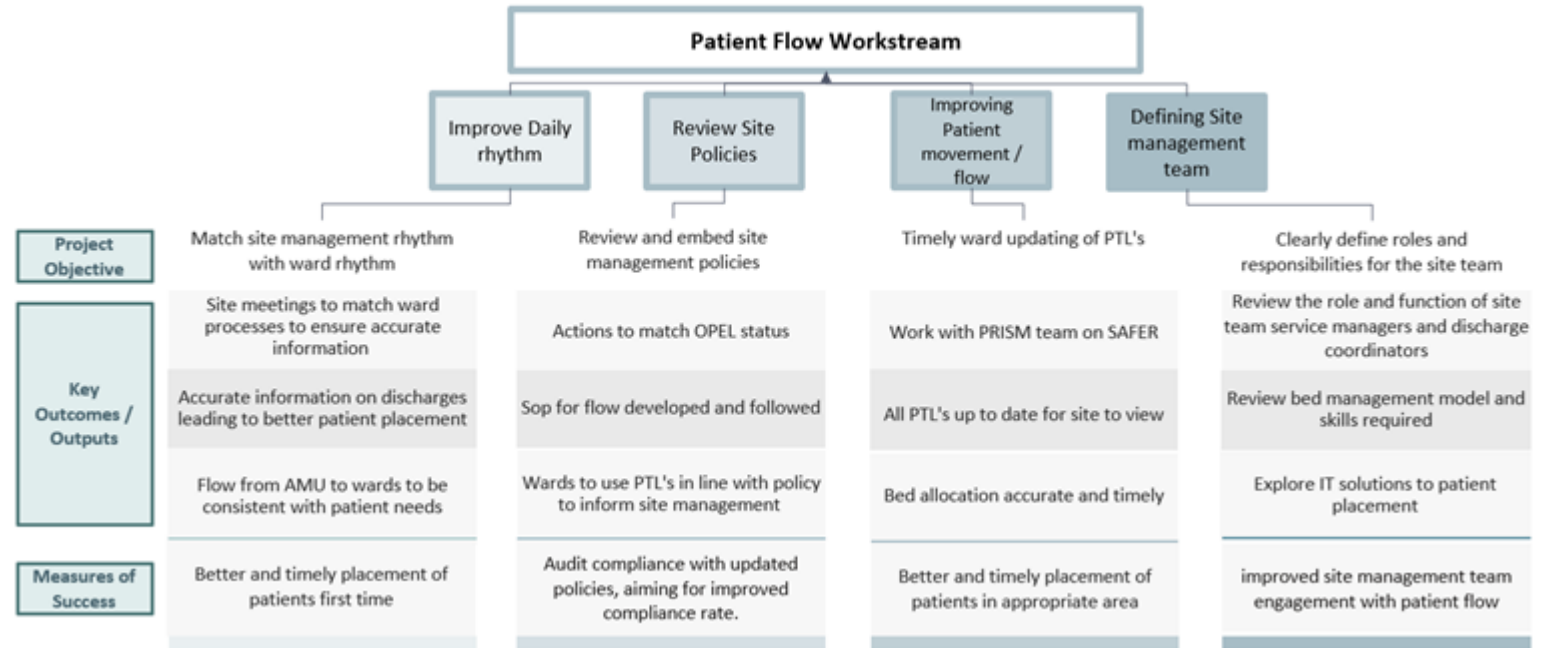 Patient Flow Workstream
Improve Daily
rhythm
Review Site
Policies
Improving
Patient
movement /
flow
Defining Site
management
team
Project
Objective
Match site management rhythm
with ward rhythm
Review and embed site
management policies
Timely ward updating of PTL's
Clearly define roles and
responsibilities for the site team
Key
Outcomes /
Outputs
Site meetings to match ward
processes to ensure accurate
information
Actions to match OPEL status
Work with PRISM team on SAFER
Review the role and function of site
team service managers and discharge
coordinators
Accurate information on discharges
leading to better patient placement
Sop for flow developed and followed
All PTL's up to date for site to view
Review bed management model and
skills required
Flow from AMU to wards to be
consistent with patient needs
Wards to use PTL's in line with policy
to inform site management
Bed allocation accurate and timely
Explore IT solutions to patient
placement
Measures of
Success
Better and timely placement of
patients first time
Audit compliance with updated
policies, aiming for improved
compliance rate.
Better and timely placement of
patients in appropriate area
improved site management team
engagement with patient flow